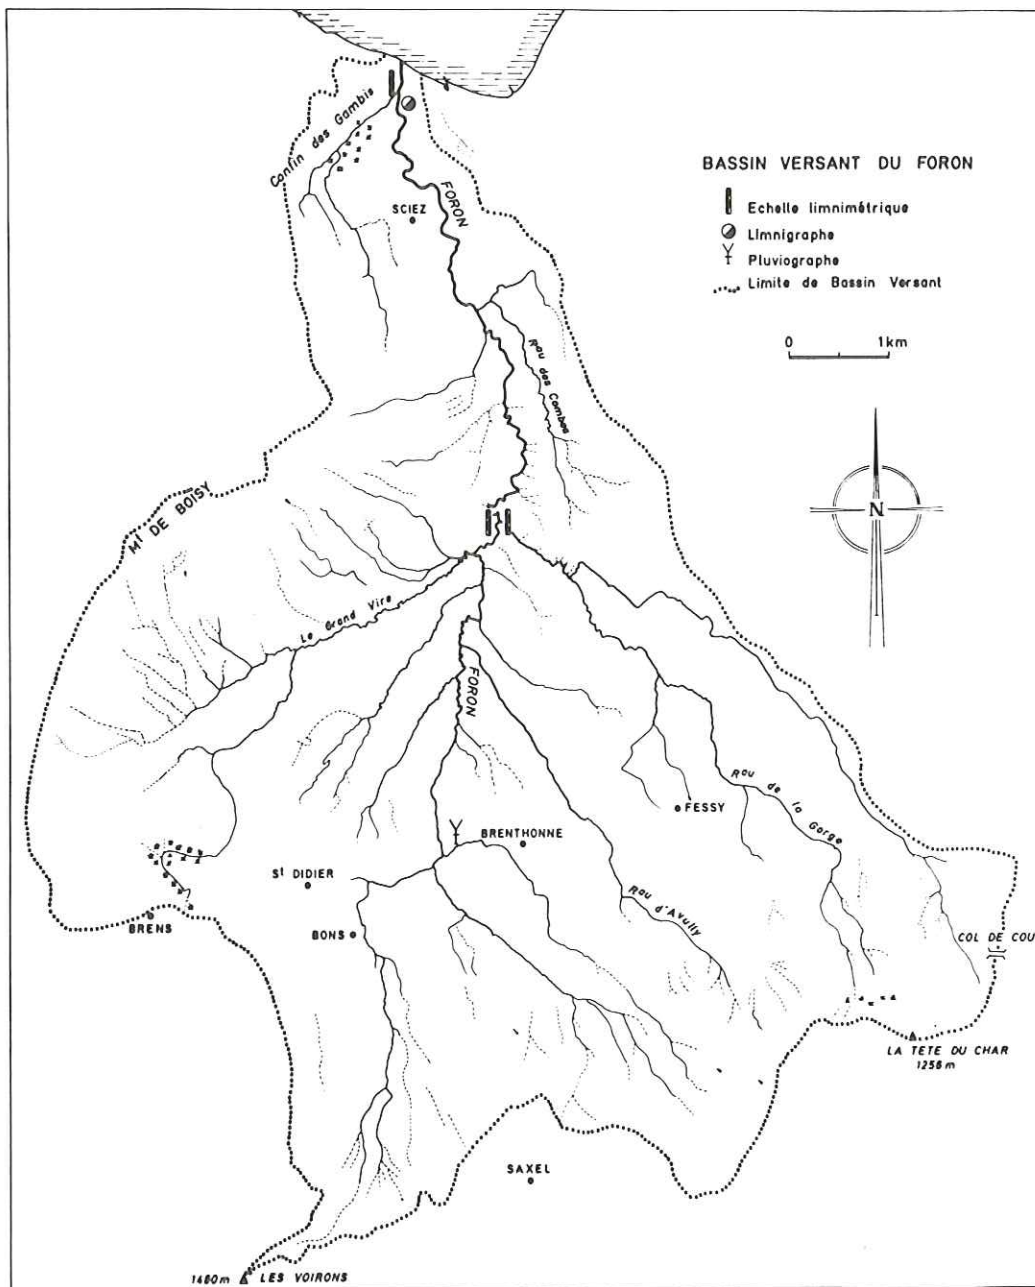 Confin des Gambis
SCIEZ
FORON
BASSIN VERSANT DU FORON
Echelle limnimétrique
Limnigraphe
Pluviographe
Limite de Bassin Versant
0 1km
Rau des Combes
N
Mt DE BOISY
Le Grand Vire
FORON
FESSY
Rau de la Gorge
BRENTHONNE
St DIDIER
Rau d'Avully
BRENS
BONS
COL DE COU
LA TETE DU CHAR
1256 m
SAXEL
1480m LES VOIRONS